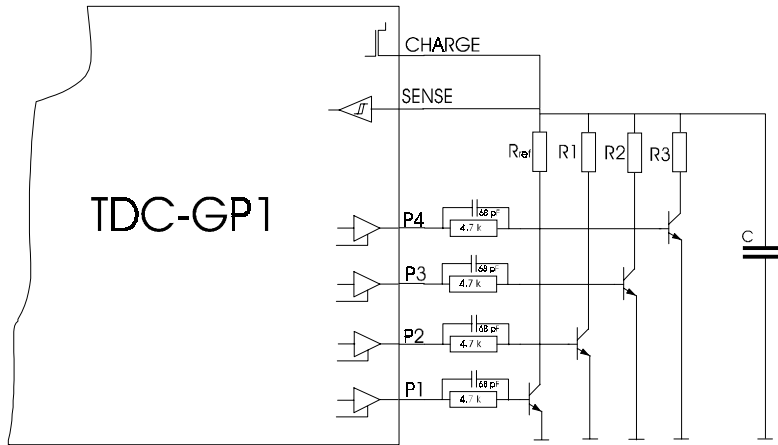 CHARGE
SENSE
Rref R1 R2 R3
TDC-GP1
P4 68 pF
4.7 k
C
P3 68 pF
4.7 k
P2 68 pF
4.7 k
P1 68 pF
4.7 k